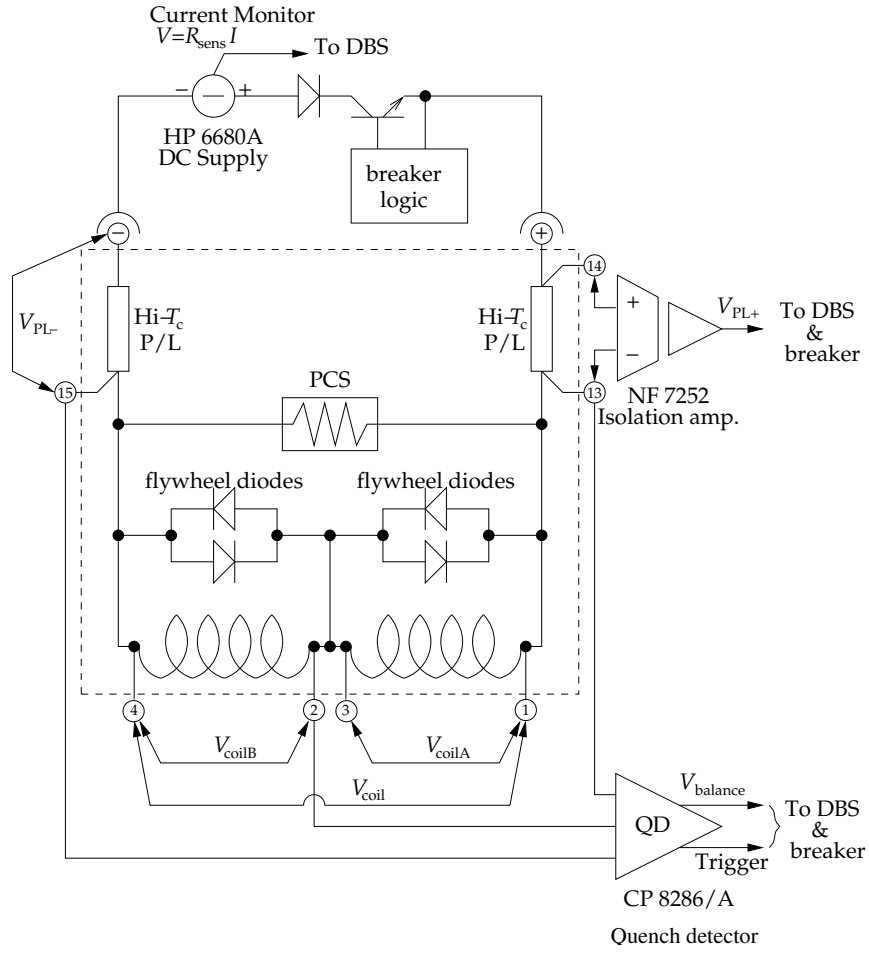 Current Monitor
V=R_sens I
To DBS
− +
HP 6680A
DC Supply
breaker
logic
− +
14
V_PL−
Hi-T_c
P/L
Hi-T_c
P/L
+
−
V_PL+
To DBS
&
breaker
15
PCS
13
NF 7252
Isolation amp.
flywheel diodes
flywheel diodes
4
2
3
1
V_coilB
V_coilA
V_coil
V_balance
QD
To DBS
&
breaker
Trigger
CP 8286/A
Quench detector